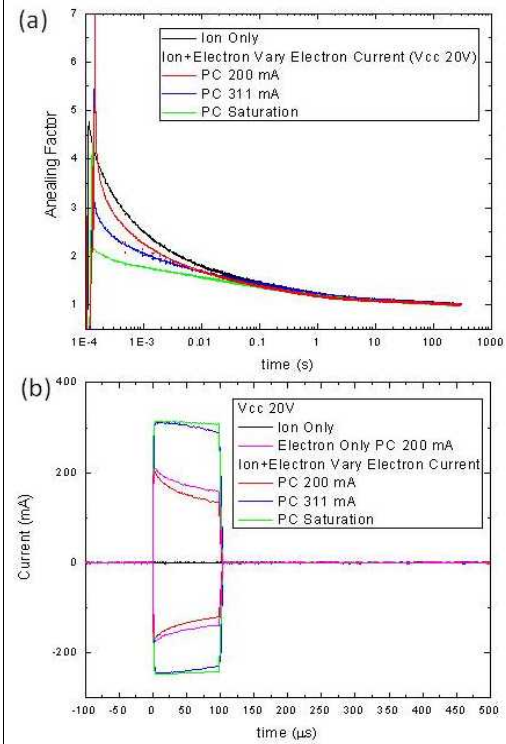 (a)
7
6
5
4
3
2
1
Anealing Factor
Ion Only
Ion+Electron Vary Electron Current (Vcc 20V)
PC 200 mA
PC 311 mA
PC Saturation
1E-4 1E-3 0.01 0.1 1 10 100 1000
time (s)
(b)
400
200
0
-200
Current (mA)
Vcc 20V
Ion Only
Electron Only PC 200 mA
Ion+Electron Vary Electron Current
PC 200 mA
PC 311 mA
PC Saturation
-100 -50 0 50 100 150 200 250 300 350 400 450 500
time (µs)